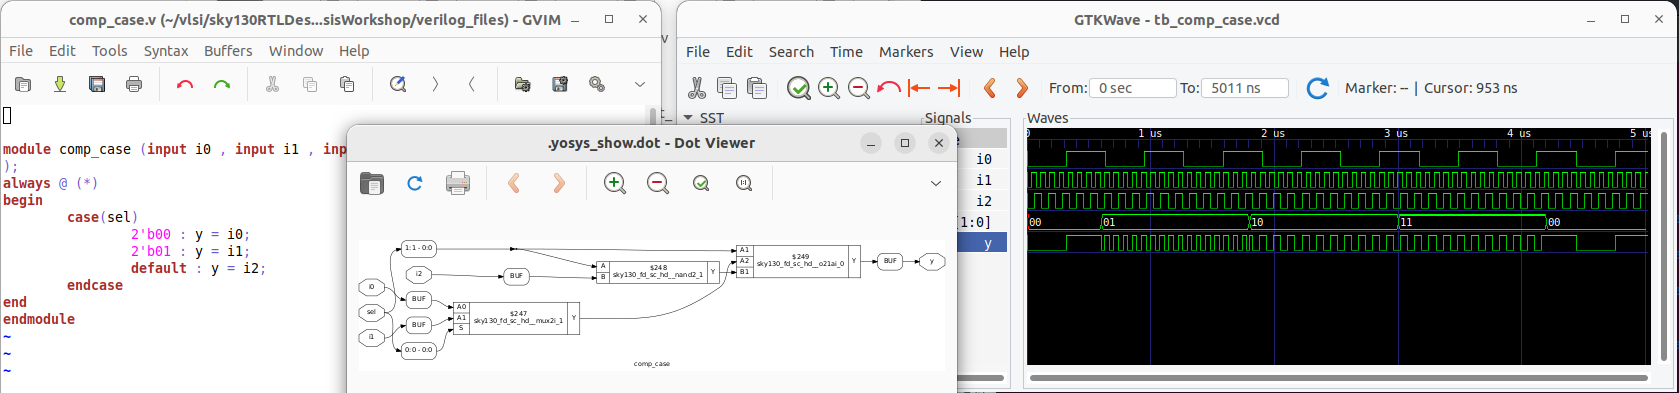 comp_case.v (~/vlsi/sky130RTLDes...sisWorkshop/verilog_files) - GVIM
File Edit Tools Syntax Buffers Window Help
module comp_case (input i0 , input i1 , inp
);
always @ (*)
begin
case(sel)
2'b00 : y = i0;
2'b01 : y = i1;
default : y = i2;
endcase
end
endmodule
~
~
~
.yosys_show.dot - Dot Viewer
1:1 - 0:0
i2
BUF
i0
sel
i1
BUF
BUF
0:0 - 0:0
A0
A1
S
$247
sky130_fd_sc_hd__mux2i_1
Y
A
B
$248
sky130_fd_sc_hd__nand2_1
Y
A1
A2
B1
$249
sky130_fd_sc_hd__o21ai_0
Y
BUF
y
comp_case
GTKWave - tb_comp_case.vcd
File Edit Search Time Markers View Help
From: 0 sec To: 5011 ns Marker: -- | Cursor: 953 ns
SST
Signals
Waves
e
i0
i1
i2
[1:0]
y
0 1 us 2 us 3 us 4 us 5 us
00 01 10 11 00